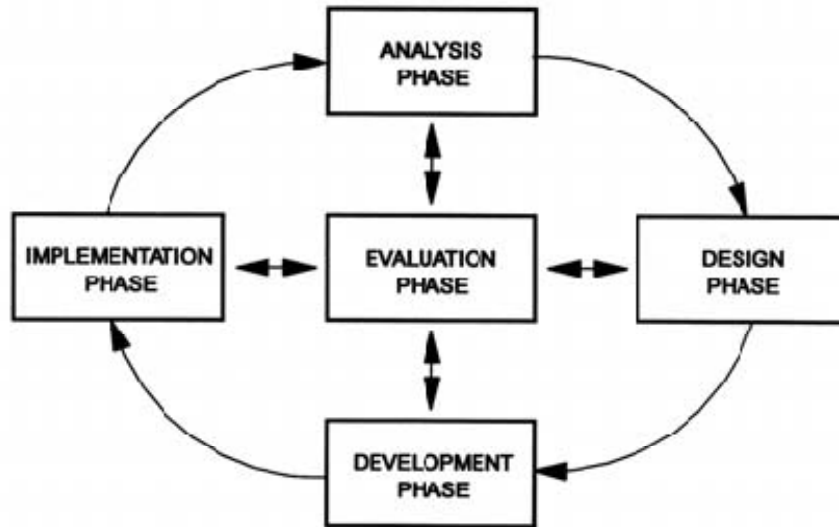 ANALYSIS
PHASE
IMPLEMENTATION
PHASE
EVALUATION
PHASE
DESIGN
PHASE
DEVELOPMENT
PHASE